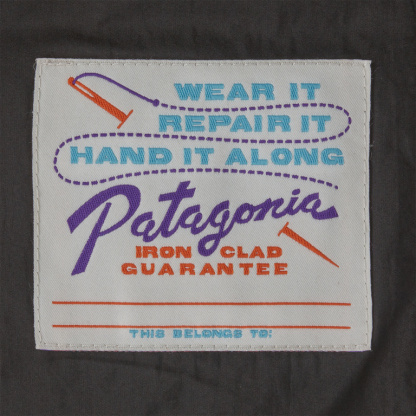 WEAR IT
REPAIR IT
HAND IT ALONG
Patagonia
IRON CLAD
GUARANTEE
THIS BELONGS TO: